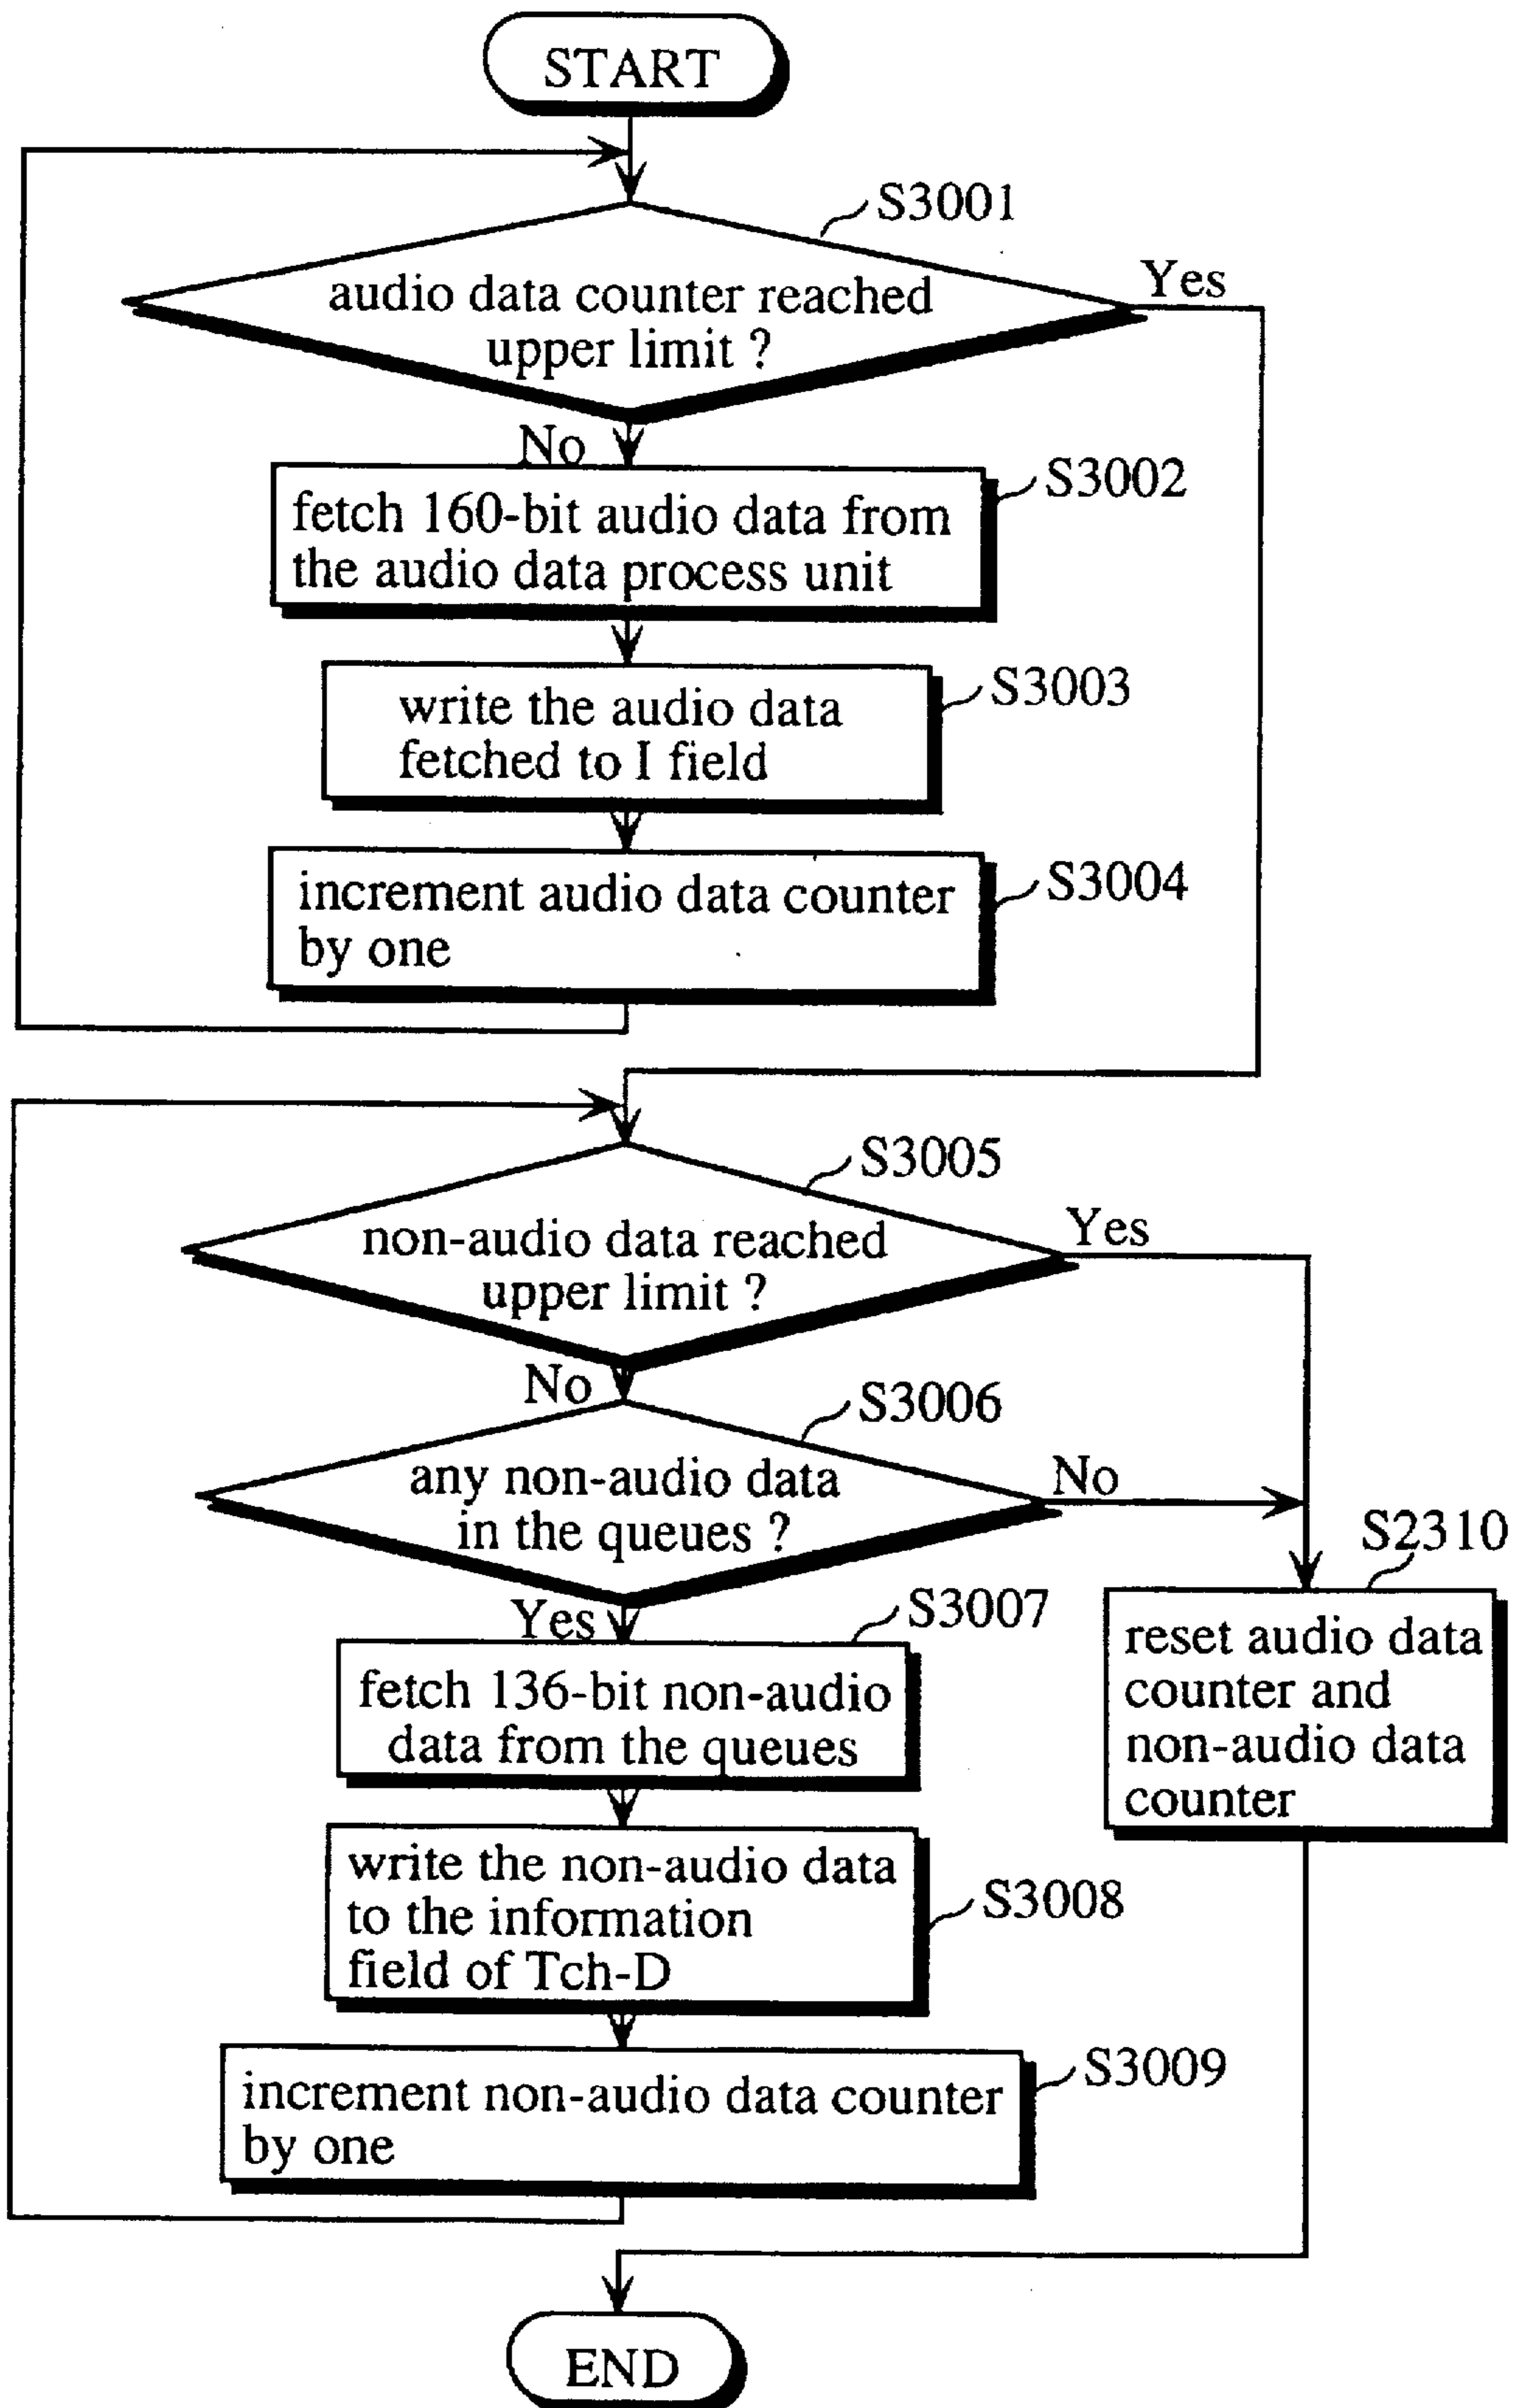 START
S3001
audio data counter reached
upper limit ?
Yes
No
S3002
fetch 160-bit audio data from
the audio data process unit
S3003
write the audio data
fetched to I field
S3004
increment audio data counter
by one
S3005
non-audio data reached
upper limit ?
Yes
No
S3006
any non-audio data
in the queues ?
No
Yes
S2310
reset audio data
counter and
non-audio data
counter
S3007
fetch 136-bit non-audio
data from the queues
S3008
write the non-audio data
to the information
field of Tch-D
S3009
increment non-audio data counter
by one
END